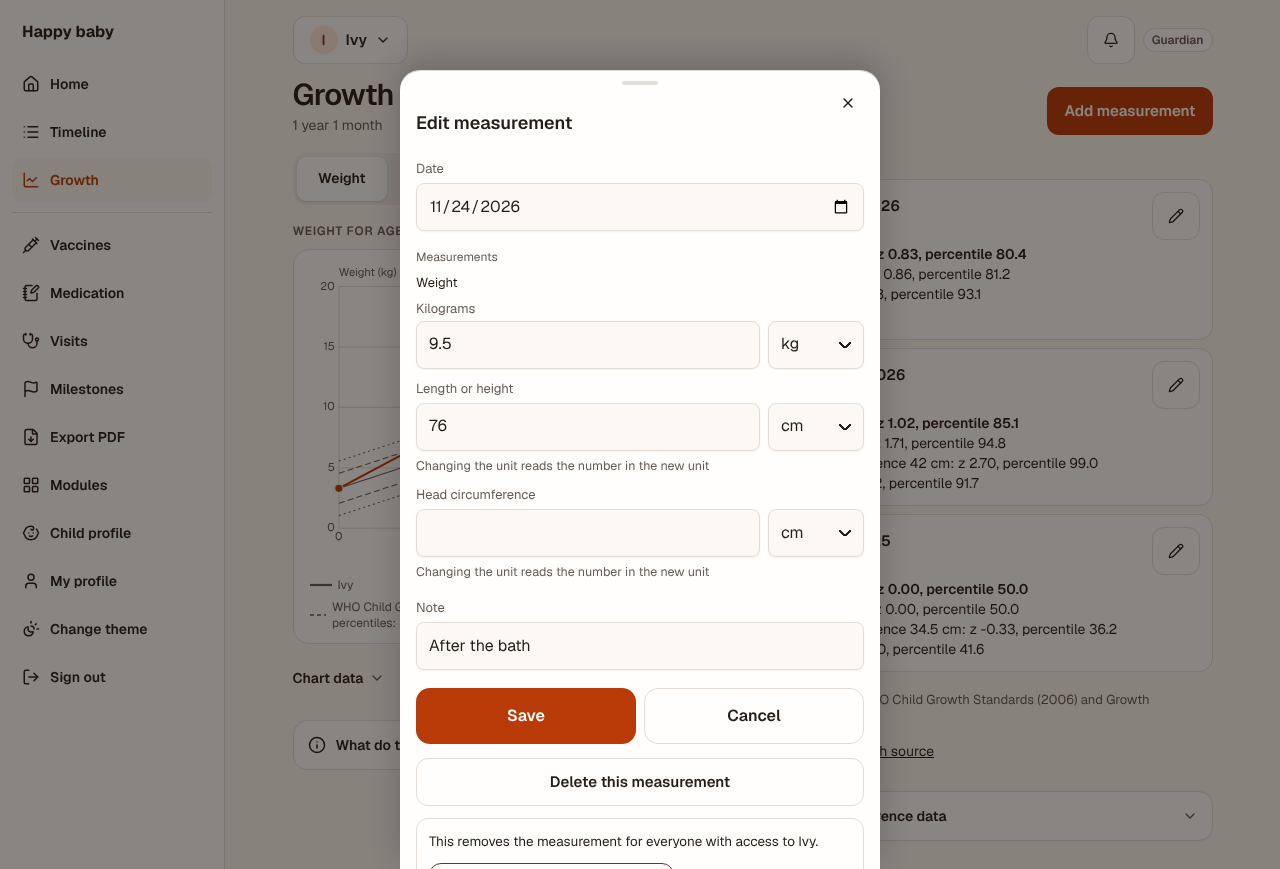 Happy baby
Home
Timeline
Growth
Vaccines
Medication
Visits
Milestones
Export PDF
Modules
Child profile
My profile
Change theme
Sign out
I
Ivy
Guardian
Growth
1 year 1 month
Add measurement
Weight
WEIGHT FOR AGE
Weight (kg)
20
15
10
5
0
0
Ivy
WHO Child G
percentiles:
Chart data
What do t
Edit measurement
Date
11/24/2026
Measurements
Weight
Kilograms
9.5
kg
Length or height
76
cm
Changing the unit reads the number in the new unit
Head circumference
cm
Changing the unit reads the number in the new unit
Note
After the bath
Save
Cancel
Delete this measurement
This removes the measurement for everyone with access to Ivy.
26
z 0.83, percentile 80.4
0.86, percentile 81.2
, percentile 93.1
026
z 1.02, percentile 85.1
1.71, percentile 94.8
ence 42 cm: z 2.70, percentile 99.0
, percentile 91.7
5
z 0.00, percentile 50.0
0.00, percentile 50.0
ence 34.5 cm: z -0.33, percentile 36.2
, percentile 41.6
O Child Growth Standards (2006) and Growth
h source
ence data